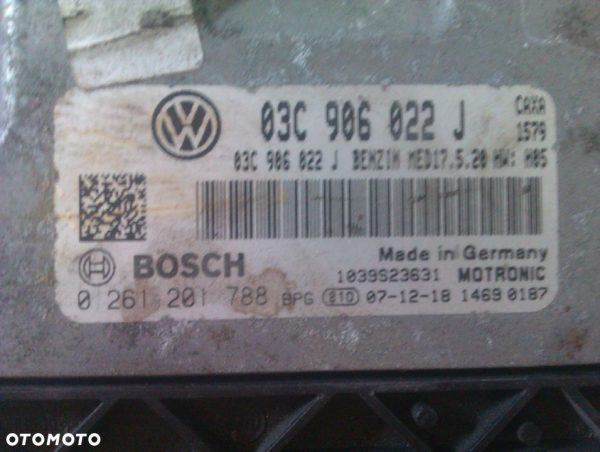 03C 906 022 J CAXA
1579
03C 906 022 J BENZIN MED17.5.20 HW: H05
Made in Germany
BOSCH 1039S23631 MOTRONIC
0 261 201 788 BPG 810 07-12-18 1469 0187
OTOMOTO